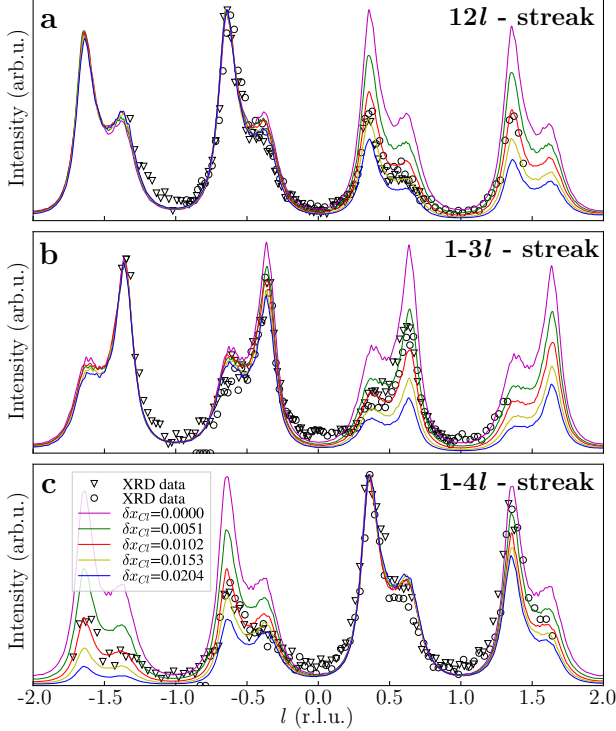 a
12l - streak
Intensity (arb.u.)
b
1-3l - streak
Intensity (arb.u.)
c
1-4l - streak
Intensity (arb.u.)
XRD data
XRD data
δx_Cl=0.0000
δx_Cl=0.0051
δx_Cl=0.0102
δx_Cl=0.0153
δx_Cl=0.0204
-2.0 -1.5 -1.0 -0.5 0.0 0.5 1.0 1.5 2.0
l (r.l.u.)